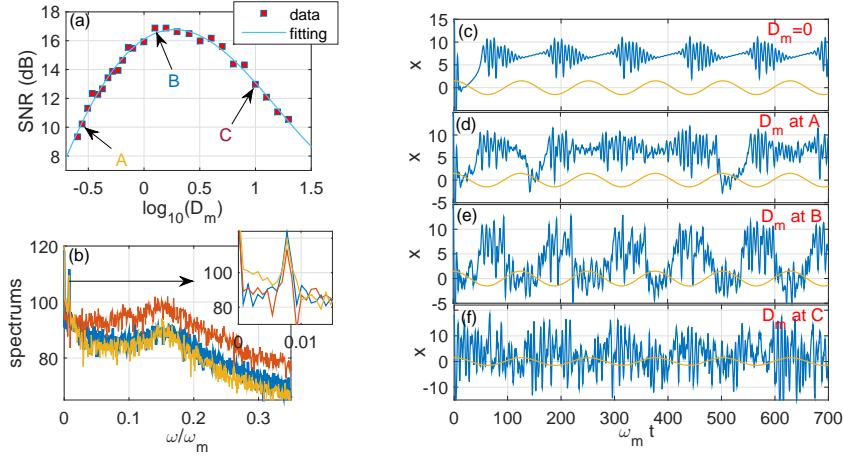 (a)
data
fitting
18
16
14
12
10
8
SNR (dB)
A
B
C
-0.5
0
0.5
1
1.5
log10(Dm)
(b)
120
100
80
spectrums
100
80
0
0.01
0
0.1
0.2
0.3
ω/ωm
(c)
Dm=0
10
5
0
x
(d)
Dm at A
10
5
0
-5
x
(e)
Dm at B
10
5
0
-5
x
(f)
Dm at C
10
0
-10
x
0
100
200
300
400
500
600
700
ωm t